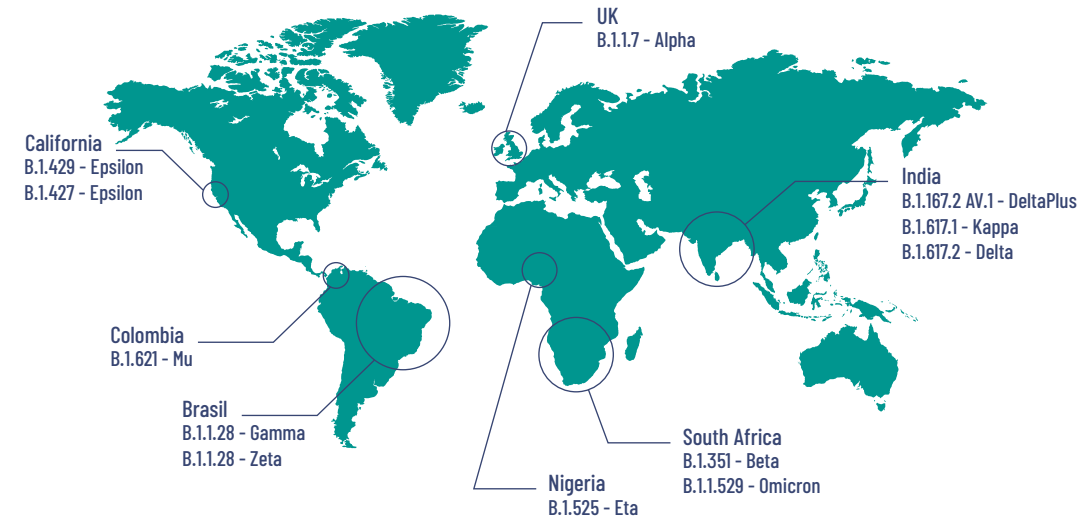 UK
B.1.1.7 - Alpha
California
B.1.429 - Epsilon
B.1.427 - Epsilon
India
B.1.167.2 AV.1 - DeltaPlus
B.1.617.1 - Kappa
B.1.617.2 - Delta
Colombia
B.1.621 - Mu
Brasil
B.1.1.28 - Gamma
B.1.1.28 - Zeta
South Africa
B.1.351 - Beta
B.1.1.529 - Omicron
Nigeria
B.1.525 - Eta